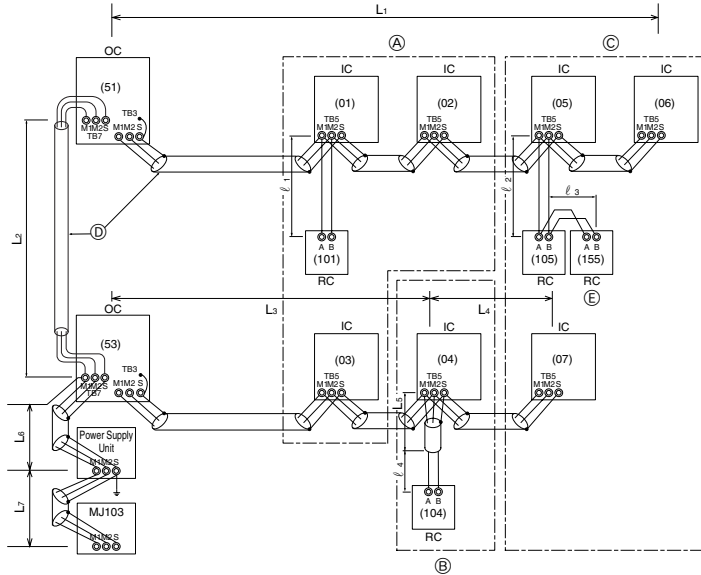 L1
Ⓐ
Ⓒ
OC
IC
IC
IC
IC
(51)
(01)
(02)
(05)
(06)
TB3
M1M2S
TB7
M1M2 S
TB5
M1M2S
TB5
M1M2S
TB5
M1M2S
TB5
M1M2S
L2
ℓ1
ℓ2
ℓ3
Ⓓ
A B
(101)
RC
A B
(105)
RC
A B
(155)
RC
Ⓔ
OC
L3
L4
IC
IC
IC
(53)
(03)
(04)
(07)
TB3
M1M2S
TB7
M1M2 S
TB5
M1M2S
TB5
M1M2S
TB5
M1M2S
L5
L6
Power Supply
Unit
M1M2S
ℓ4
A B
(104)
RC
L7
MJ103
M1M2S
Ⓑ